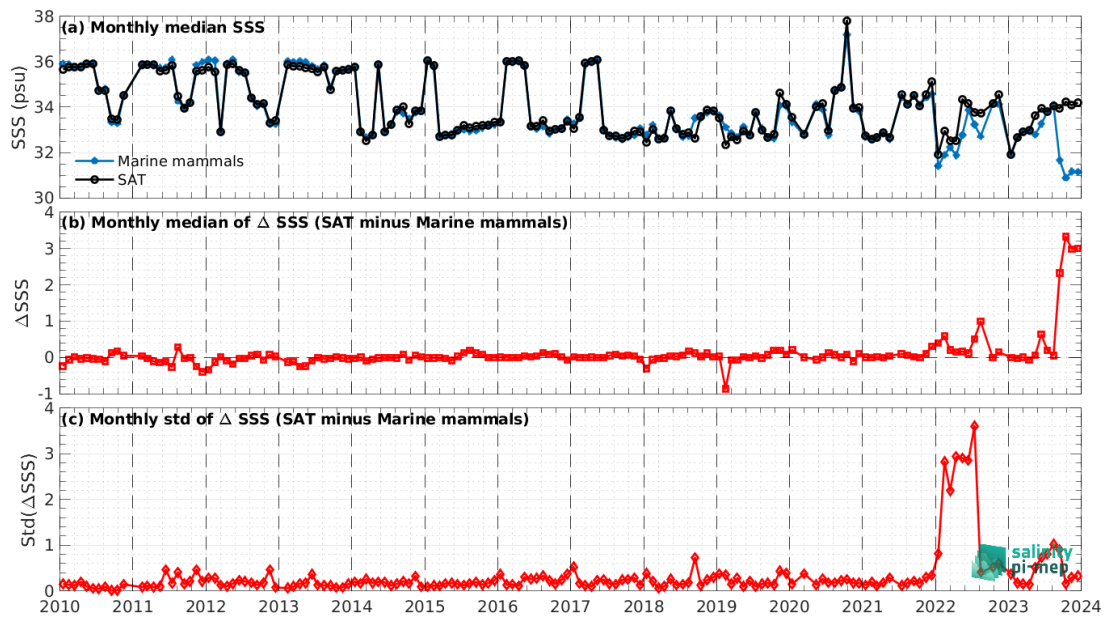 (a) Monthly median SSS
38
36
34
32
30
SSS (psu)
Marine mammals
SAT
(b) Monthly median of Δ SSS (SAT minus Marine mammals)
4
3
2
1
0
-1
ΔSSS
(c) Monthly std of Δ SSS (SAT minus Marine mammals)
4
3
2
1
0
Std(ΔSSS)
salinity
pi-mep
2010 2011 2012 2013 2014 2015 2016 2017 2018 2019 2020 2021 2022 2023 2024